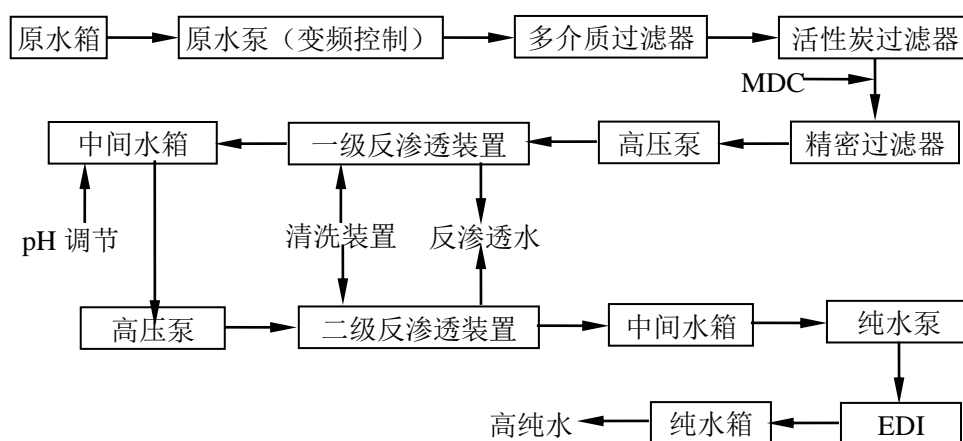 原水箱
原水泵（变频控制）
多介质过滤器
活性炭过滤器
MDC
中间水箱
一级反渗透装置
高压泵
精密过滤器
pH 调节
清洗装置
反渗透水
高压泵
二级反渗透装置
中间水箱
纯水泵
高纯水
纯水箱
EDI